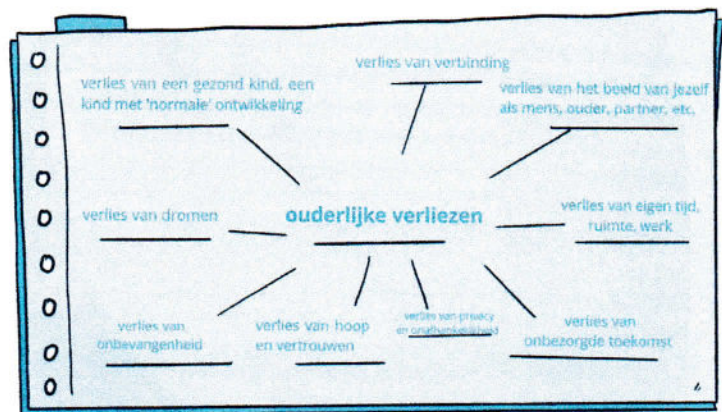 verlies van verbinding
verlies van een gezond kind, een
kind met 'normale' ontwikkeling
verlies van het beeld van jezelf
als mens, ouder, partner, etc.
ouderlijke verliezen
verlies van dromen
verlies van eigen tijd,
ruimte, werk
verlies van
onbevangenheid
verlies van hoop
en vertrouwen
verlies van privacy
en onafhankelijkheid
verlies van
onbezorgde toekomst